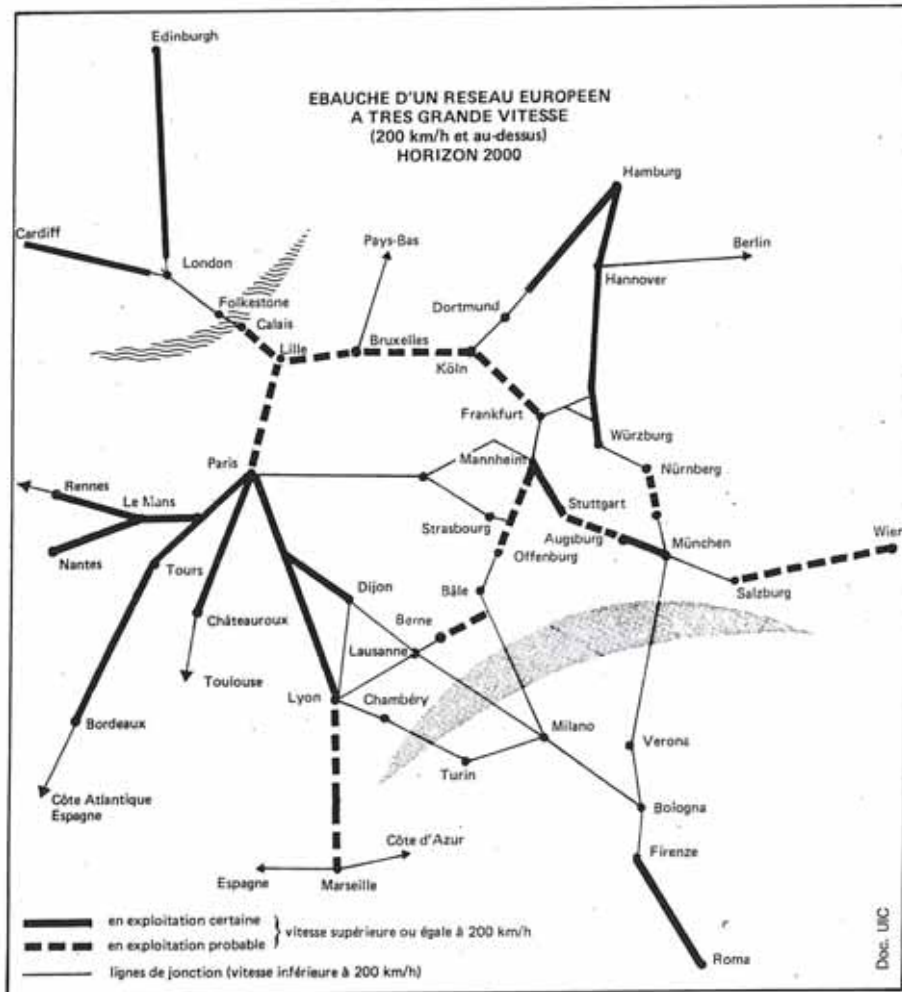 Edinburgh
EBAUCHE D'UN RESEAU EUROPEEN
A TRES GRANDE VITESSE
(200 km/h et au-dessus)
HORIZON 2000
Hamburg
Cardiff
Pays-Bas
Berlin
London
Hannover
Folkestone
Dortmund
Calais
Lille
Bruxelles
Köln
Frankfurt
Würzburg
Paris
Mannheim
Nürnberg
Rennes
Le Mans
Stuttgart
Strasbourg
Augsburg
München
Wien
Nantes
Tours
Offenburg
Dijon
Bâle
Salzburg
Châteauroux
Berne
Lausanne
Toulouse
Lyon
Chambéry
Bordeaux
Milano
Verona
Turin
Côte Atlantique
Espagne
Bologna
Côte d'Azur
Firenze
Espagne
Marseille
en exploitation certaine
en exploitation probable
vitesse supérieure ou égale à 200 km/h
lignes de jonction (vitesse inférieure à 200 km/h)
Roma
Doc. UIC